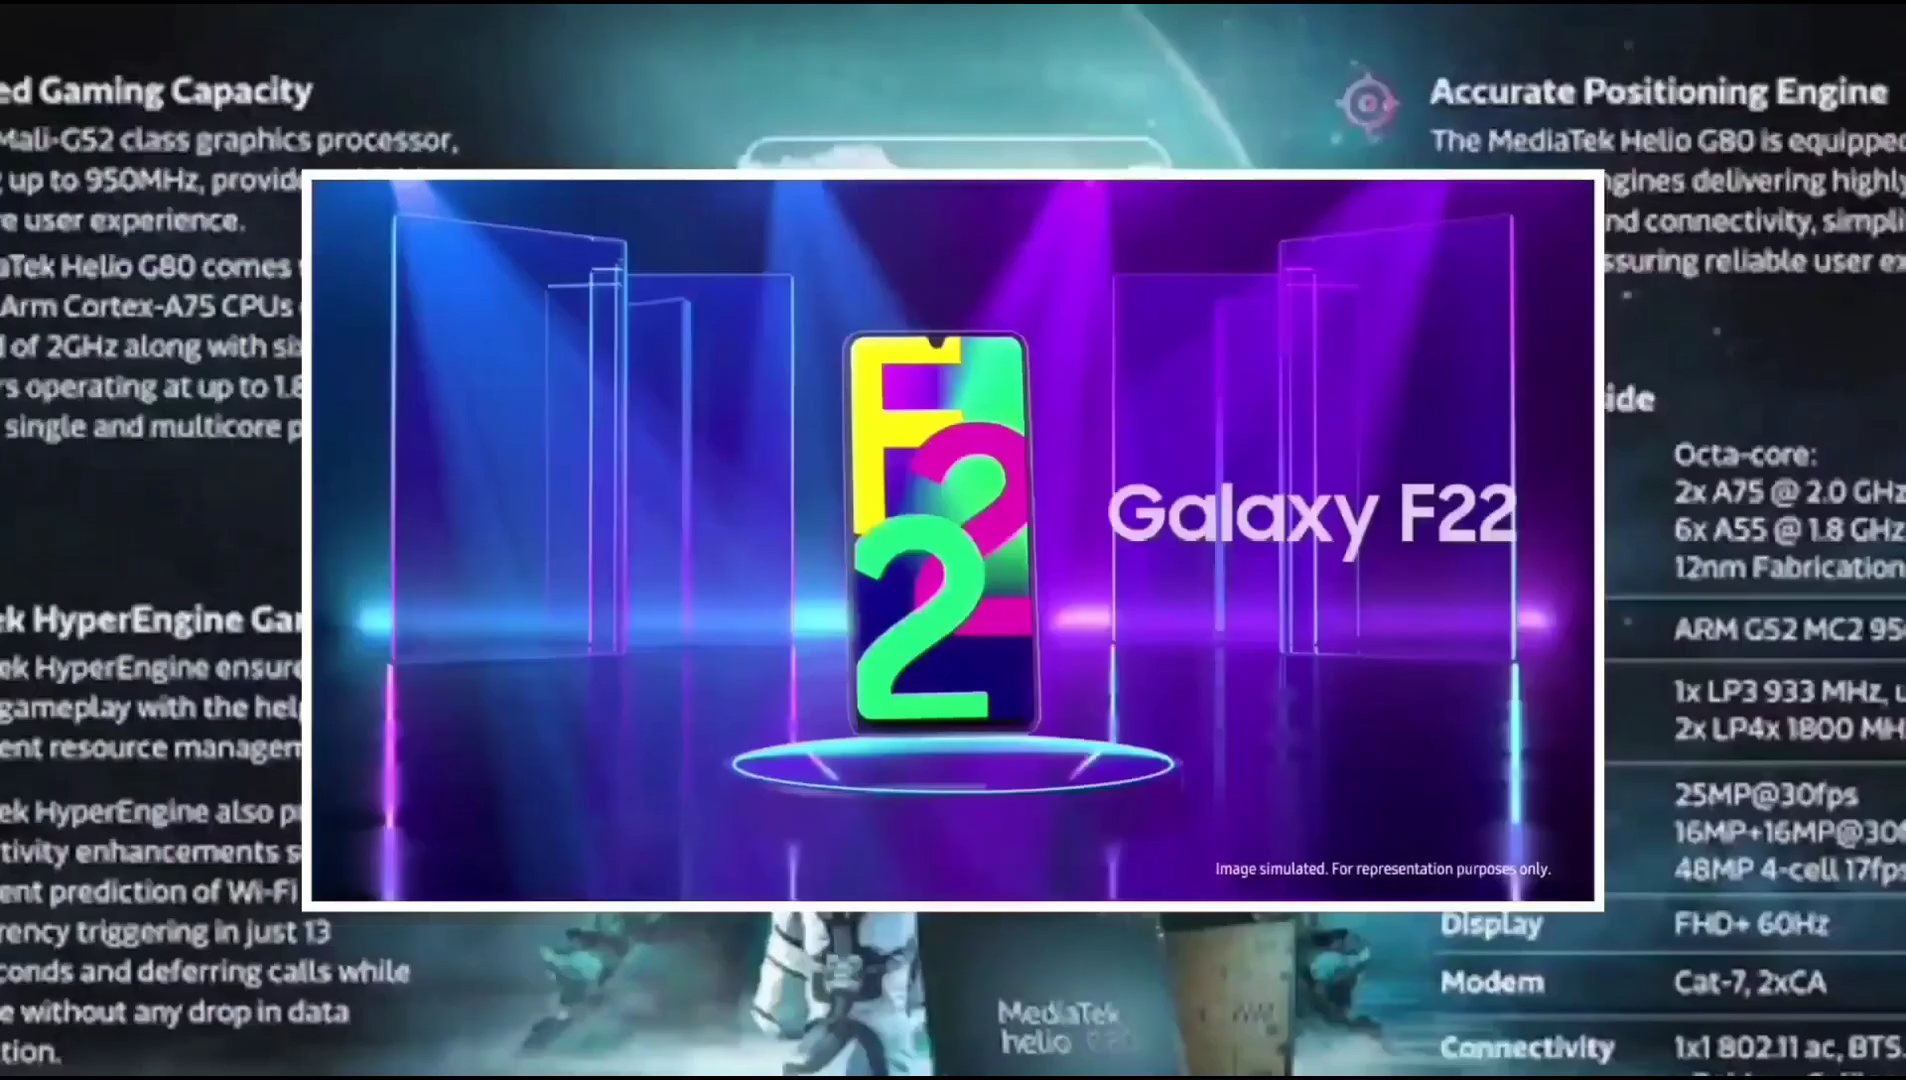 ed Gaming Capacity
Mali-G52 class graphics processor,
up to 950MHz, provide
e user experience.
aTek Helio G80 comes
Arm Cortex-A75 CPUs
of 2GHz along with six
s operating at up to 1.8
single and multicore p
ek HyperEngine Gam
ek HyperEngine ensure
gameplay with the help
ent resource managem
ek HyperEngine also p
tivity enhancements s
ent prediction of Wi-Fi
rency triggering in just 13
conds and deferring calls while
e without any drop in data
tion.
F22
Galaxy F22
Image simulated. For representation purposes only.
MediaTek
helio
Accurate Positioning Engine
The MediaTek Helio G80 is equipped
ngines delivering highly
nd connectivity, simpli
ssuring reliable user ex
ide
Octa-core:
2x A75 @ 2.0 GHz
6x A55 @ 1.8 GHz
12nm Fabrication
ARM G52 MC2 95
1x LP3 933 MHz, u
2x LP4x 1800 MH
25MP@30fps
16MP+16MP@30f
48MP 4-cell 17fps
Display FHD+ 60Hz
Modem Cat-7, 2xCA
Connectivity 1x1 802.11 ac, BT5.